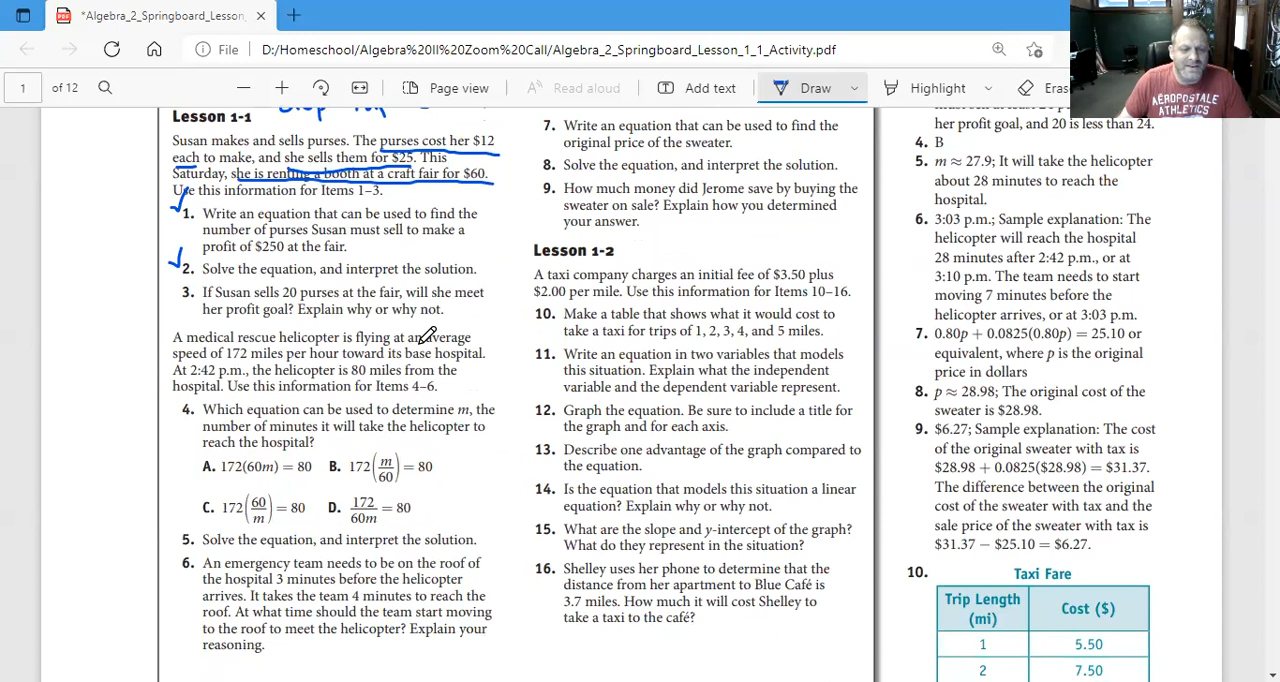 *Algebra_2_Springboard_Lesson_
File
D:/Homeschool/Algebra%20II%20Zoom%20Call/Algebra_2_Springboard_Lesson_1_1_Activity.pdf
1 of 12
Page view
Read aloud
Add text
Draw
Highlight
Eras
AÉROPOSTALE
ATHLETICS
Lesson 1-1
Susan makes and sells purses. The purses cost her $12
each to make, and she sells them for $25. This
Saturday, she is renting a booth at a craft fair for $60.
Use this information for Items 1–3.
1. Write an equation that can be used to find the
number of purses Susan must sell to make a
profit of $250 at the fair.
2. Solve the equation, and interpret the solution.
3. If Susan sells 20 purses at the fair, will she meet
her profit goal? Explain why or why not.
A medical rescue helicopter is flying at an average
speed of 172 miles per hour toward its base hospital.
At 2:42 p.m., the helicopter is 80 miles from the
hospital. Use this information for Items 4–6.
4. Which equation can be used to determine m, the
number of minutes it will take the helicopter to
reach the hospital?
A. 172(60m) = 80 B. 172(m/60) = 80
C. 172(60/m) = 80 D. 172/60m = 80
5. Solve the equation, and interpret the solution.
6. An emergency team needs to be on the roof of
the hospital 3 minutes before the helicopter
arrives. It takes the team 4 minutes to reach the
roof. At what time should the team start moving
to the roof to meet the helicopter? Explain your
reasoning.
7. Write an equation that can be used to find the
original price of the sweater.
8. Solve the equation, and interpret the solution.
9. How much money did Jerome save by buying the
sweater on sale? Explain how you determined
your answer.
Lesson 1-2
A taxi company charges an initial fee of $3.50 plus
$2.00 per mile. Use this information for Items 10–16.
10. Make a table that shows what it would cost to
take a taxi for trips of 1, 2, 3, 4, and 5 miles.
11. Write an equation in two variables that models
this situation. Explain what the independent
variable and the dependent variable represent.
12. Graph the equation. Be sure to include a title for
the graph and for each axis.
13. Describe one advantage of the graph compared to
the equation.
14. Is the equation that models this situation a linear
equation? Explain why or why not.
15. What are the slope and y-intercept of the graph?
What do they represent in the situation?
16. Shelley uses her phone to determine that the
distance from her apartment to Blue Café is
3.7 miles. How much it will cost Shelley to
take a taxi to the café?
her profit goal, and 20 is less than 24.
4. B
5. m ≈ 27.9; It will take the helicopter
about 28 minutes to reach the
hospital.
6. 3:03 p.m.; Sample explanation: The
helicopter will reach the hospital
28 minutes after 2:42 p.m., or at
3:10 p.m. The team needs to start
moving 7 minutes before the
helicopter arrives, or at 3:03 p.m.
7. 0.80p + 0.0825(0.80p) = 25.10 or
equivalent, where p is the original
price in dollars
8. p ≈ 28.98; The original cost of the
sweater is $28.98.
9. $6.27; Sample explanation: The cost
of the original sweater with tax is
$28.98 + 0.0825($28.98) = $31.37.
The difference between the original
cost of the sweater with tax and the
sale price of the sweater with tax is
$31.37 − $25.10 = $6.27.
10. Taxi Fare
Trip Length (mi) Cost ($)
1 5.50
2 7.50